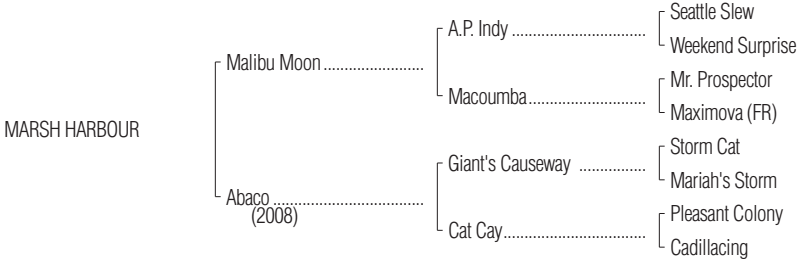 Seattle Slew
A.P. Indy
Weekend Surprise
Malibu Moon
Mr. Prospector
Macoumba
Maximova (FR)
MARSH HARBOUR
Storm Cat
Giant's Causeway
Mariah's Storm
Abaco
(2008)
Pleasant Colony
Cat Cay
Cadillacing